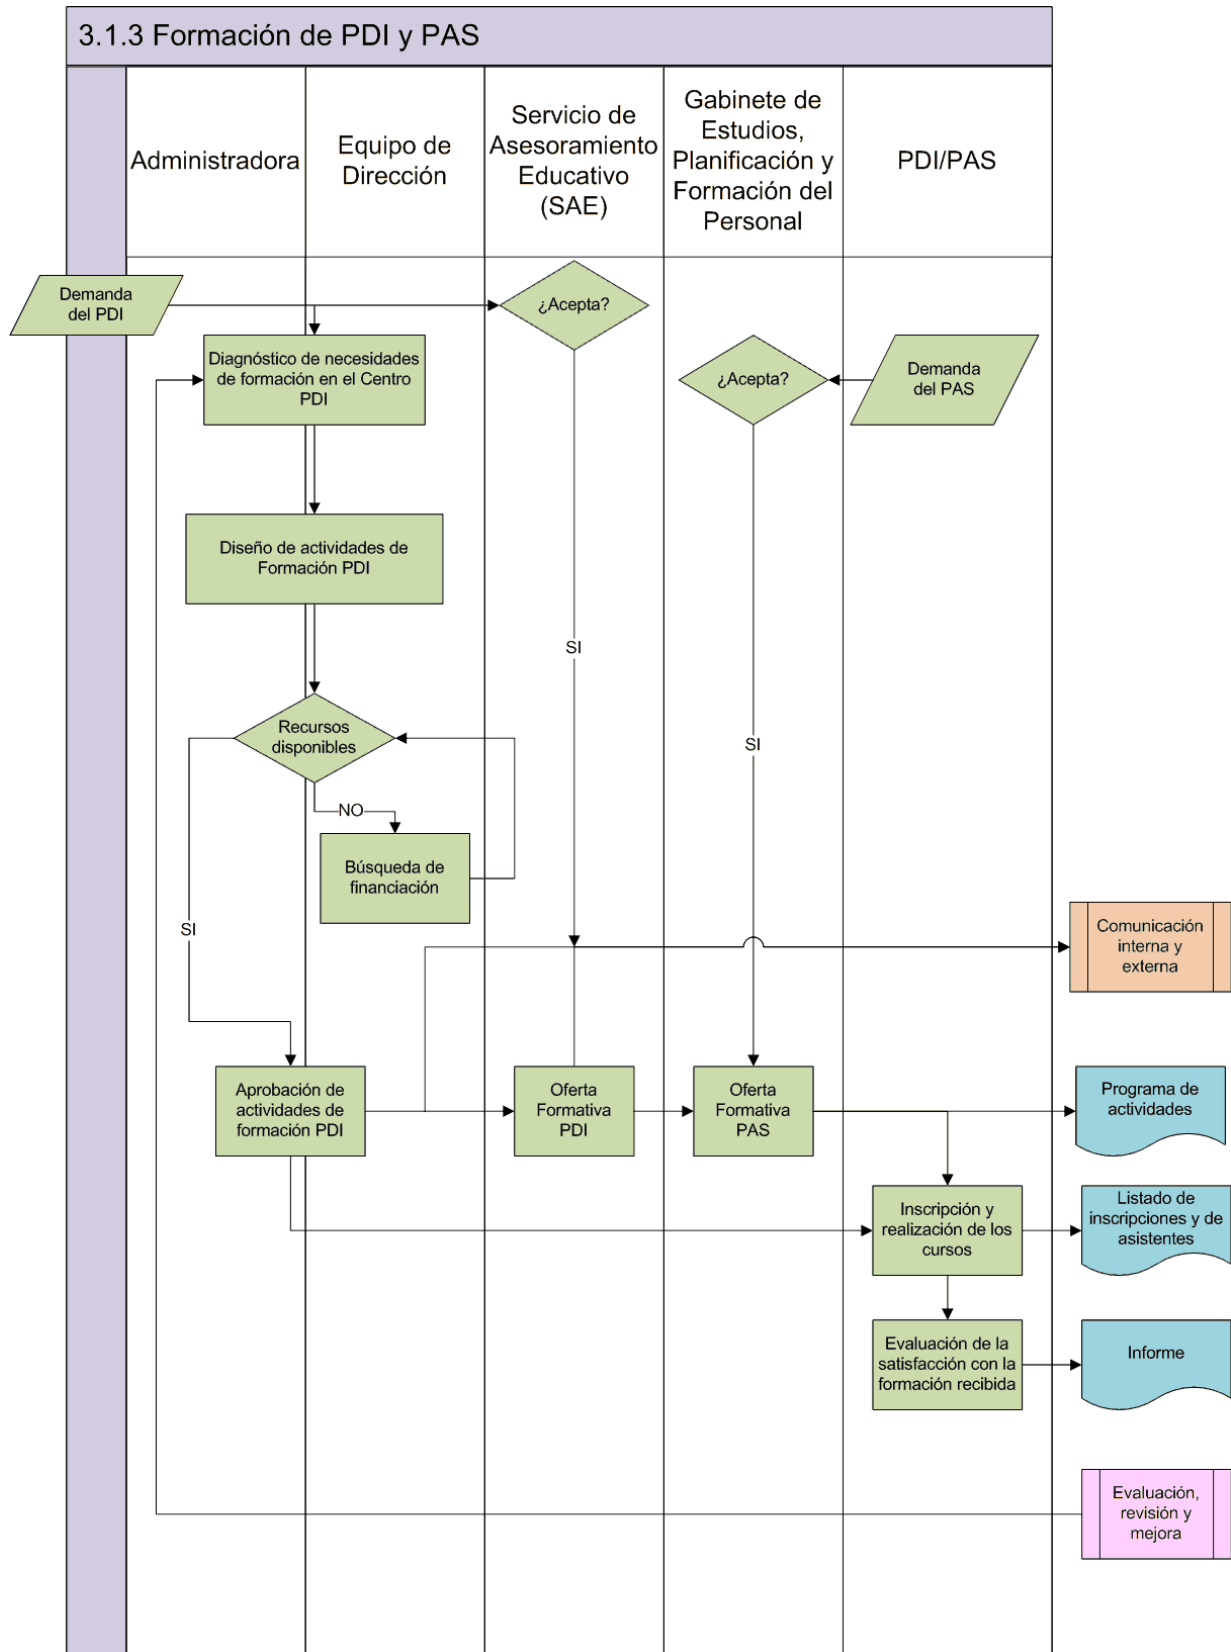 3.1.3 Formación de PDI y PAS
Administradora
Equipo de
Dirección
Servicio de
Asesoramiento
Educativo
(SAE)
Gabinete de
Estudios,
Planificación y
Formación del
Personal
PDI/PAS
Demanda
del PDI
¿Acepta?
Diagnóstico de necesidades
de formación en el Centro
PDI
¿Acepta?
Demanda
del PAS
Diseño de actividades de
Formación PDI
SI
Recursos
disponibles
SI
NO
Búsqueda de
financiación
SI
Comunicación
interna y
externa
Aprobación de
actividades de
formación PDI
Oferta
Formativa
PDI
Oferta
Formativa
PAS
Programa de
actividades
Inscripción y
realización de los
cursos
Listado de
inscripciones y de
asistentes
Evaluación de la
satisfacción con la
formación recibida
Informe
Evaluación,
revisión y
mejora